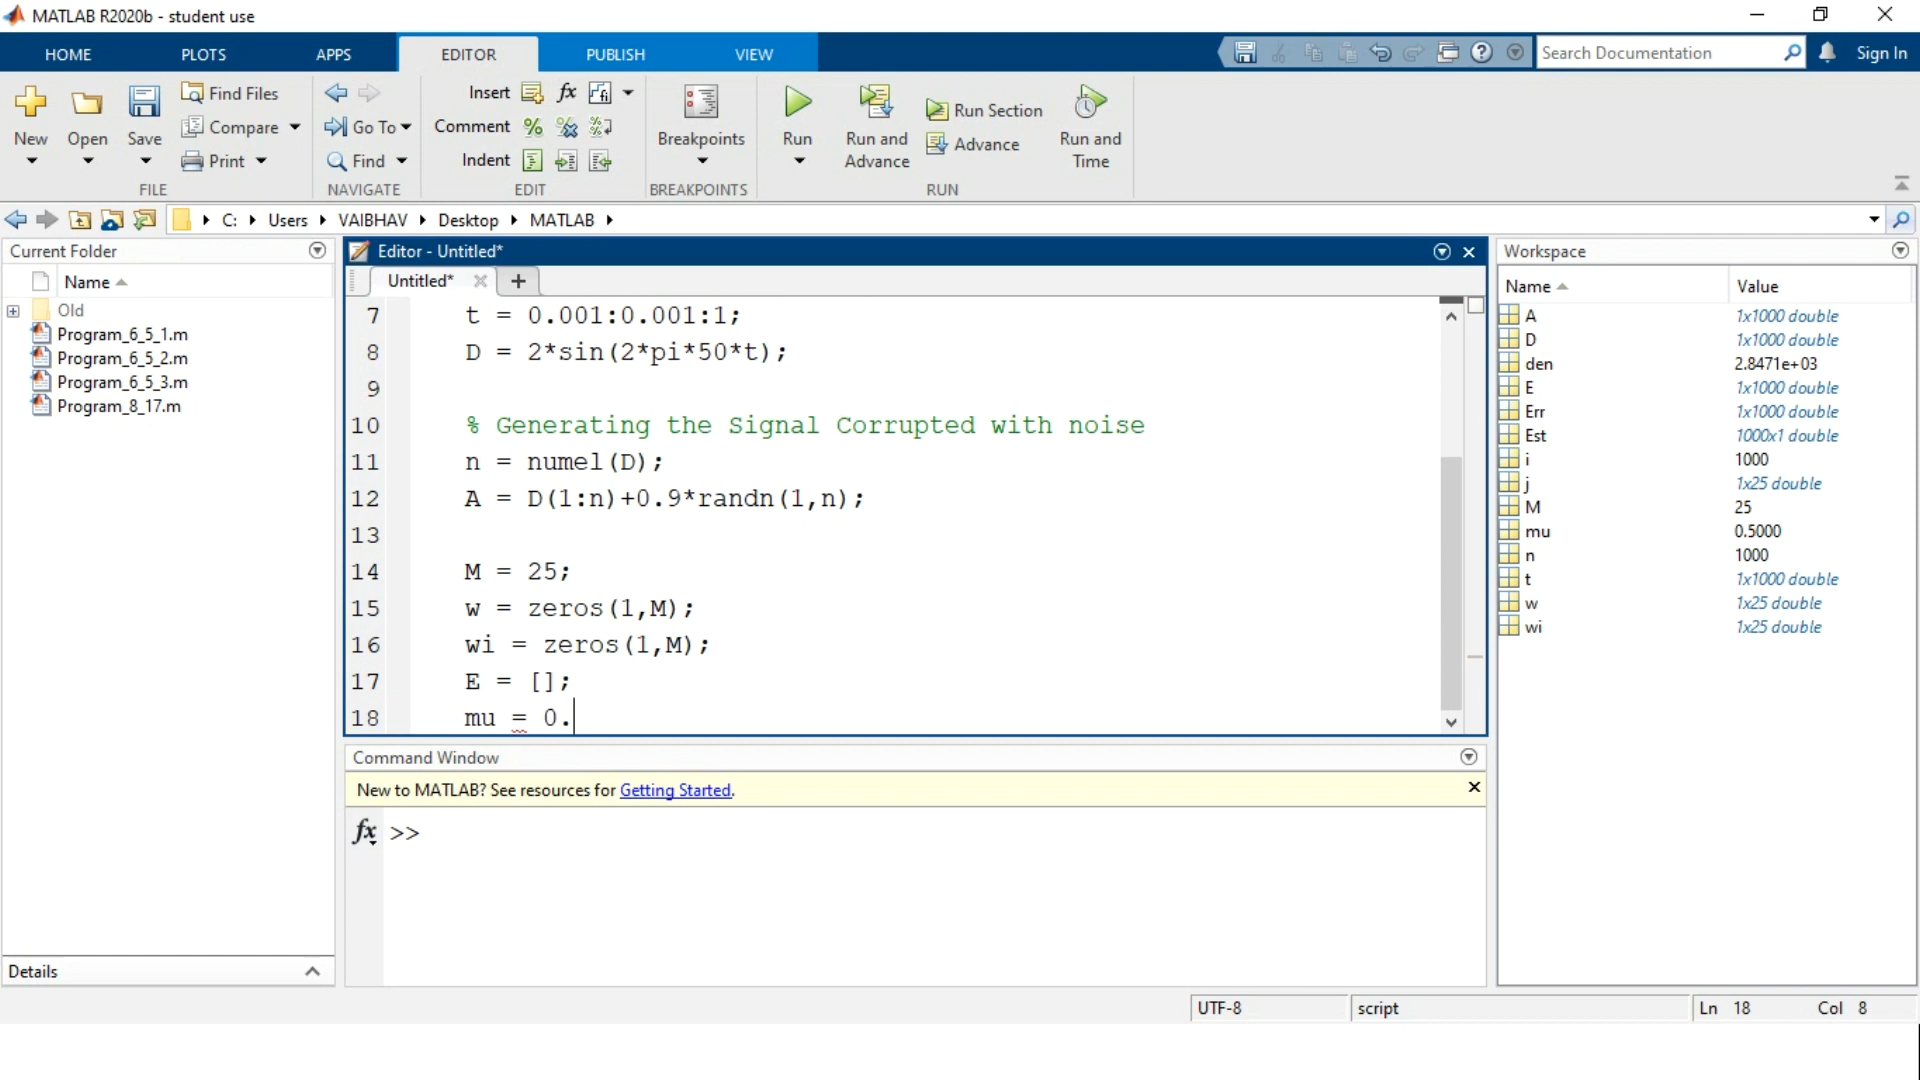 MATLAB R2020b - student use
HOME PLOTS APPS EDITOR PUBLISH VIEW Search Documentation Sign In
New Open Save Find Files Compare Print FILE
Go To Find NAVIGATE
Insert fx Comment Indent EDIT
Breakpoints BREAKPOINTS
Run Run and Advance Run Section Advance Run and Time RUN
C: Users VAIBHAV Desktop MATLAB
Current Folder
Name
Old
Program_6_5_1.m
Program_6_5_2.m
Program_6_5_3.m
Program_8_17.m
Details
Editor - Untitled*
Untitled*
7 t = 0.001:0.001:1;
8 D = 2*sin(2*pi*50*t);
9
10 % Generating the Signal Corrupted with noise
11 n = numel(D);
12 A = D(1:n)+0.9*randn(1,n);
13
14 M = 25;
15 w = zeros(1,M);
16 wi = zeros(1,M);
17 E = [];
18 mu = 0.
Command Window
New to MATLAB? See resources for Getting Started.
fx >>
Workspace
Name Value
A 1x1000 double
D 1x1000 double
den 2.8471e+03
E 1x1000 double
Err 1x1000 double
Est 1000x1 double
i 1000
j 1x25 double
M 25
mu 0.5000
n 1000
t 1x1000 double
w 1x25 double
wi 1x25 double
UTF-8 script Ln 18 Col 8